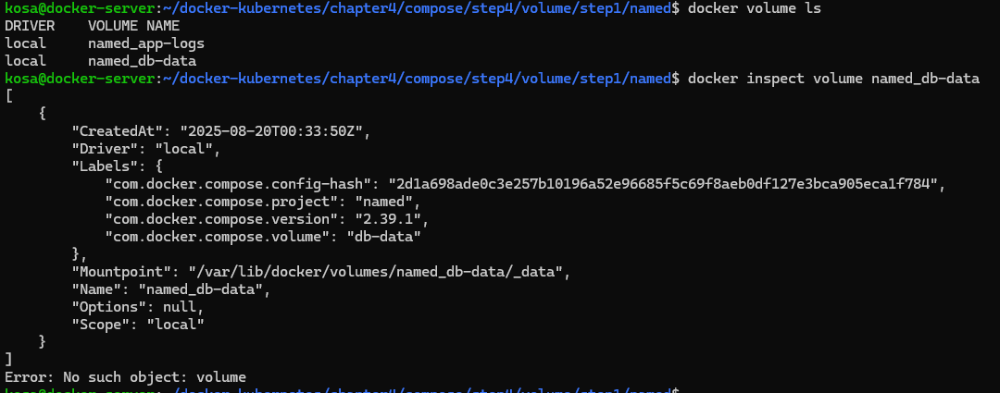 kosa@docker-server:~/docker-kubernetes/chapter4/compose/step4/volume/step1/named$ docker volume ls
DRIVER    VOLUME NAME
local     named_app-logs
local     named_db-data
kosa@docker-server:~/docker-kubernetes/chapter4/compose/step4/volume/step1/named$ docker inspect volume named_db-data
[
    {
        "CreatedAt": "2025-08-20T00:33:50Z",
        "Driver": "local",
        "Labels": {
            "com.docker.compose.config-hash": "2d1a698ade0c3e257b10196a52e96685f5c69f8aeb0df127e3bca905eca1f784",
            "com.docker.compose.project": "named",
            "com.docker.compose.version": "2.39.1",
            "com.docker.compose.volume": "db-data"
        },
        "Mountpoint": "/var/lib/docker/volumes/named_db-data/_data",
        "Name": "named_db-data",
        "Options": null,
        "Scope": "local"
    }
]
Error: No such object: volume
kosa@docker-server:~/docker-kubernetes/chapter4/compose/step4/volume/step1/named$